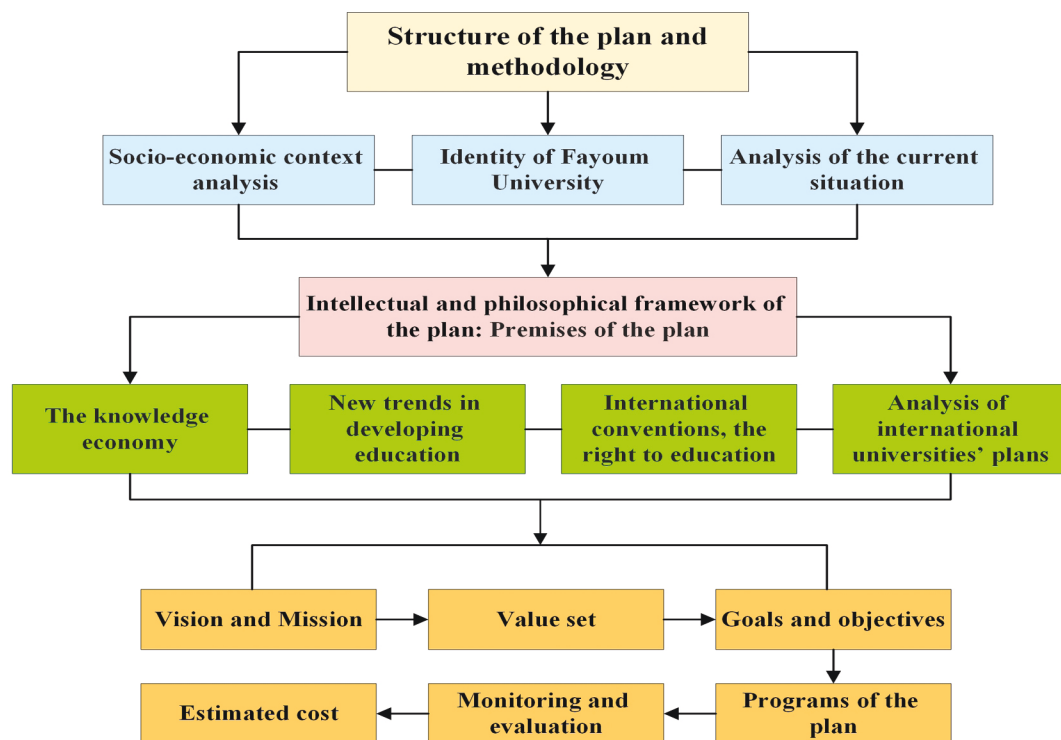 Structure of the plan and
methodology
Socio-economic context
analysis
Identity of Fayoum
University
Analysis of the current
situation
Intellectual and philosophical framework of
the plan: Premises of the plan
The knowledge
economy
New trends in
developing
education
International
conventions, the
right to education
Analysis of
international
universities’ plans
Vision and Mission
Value set
Goals and objectives
Estimated cost
Monitoring and
evaluation
Programs of the
plan